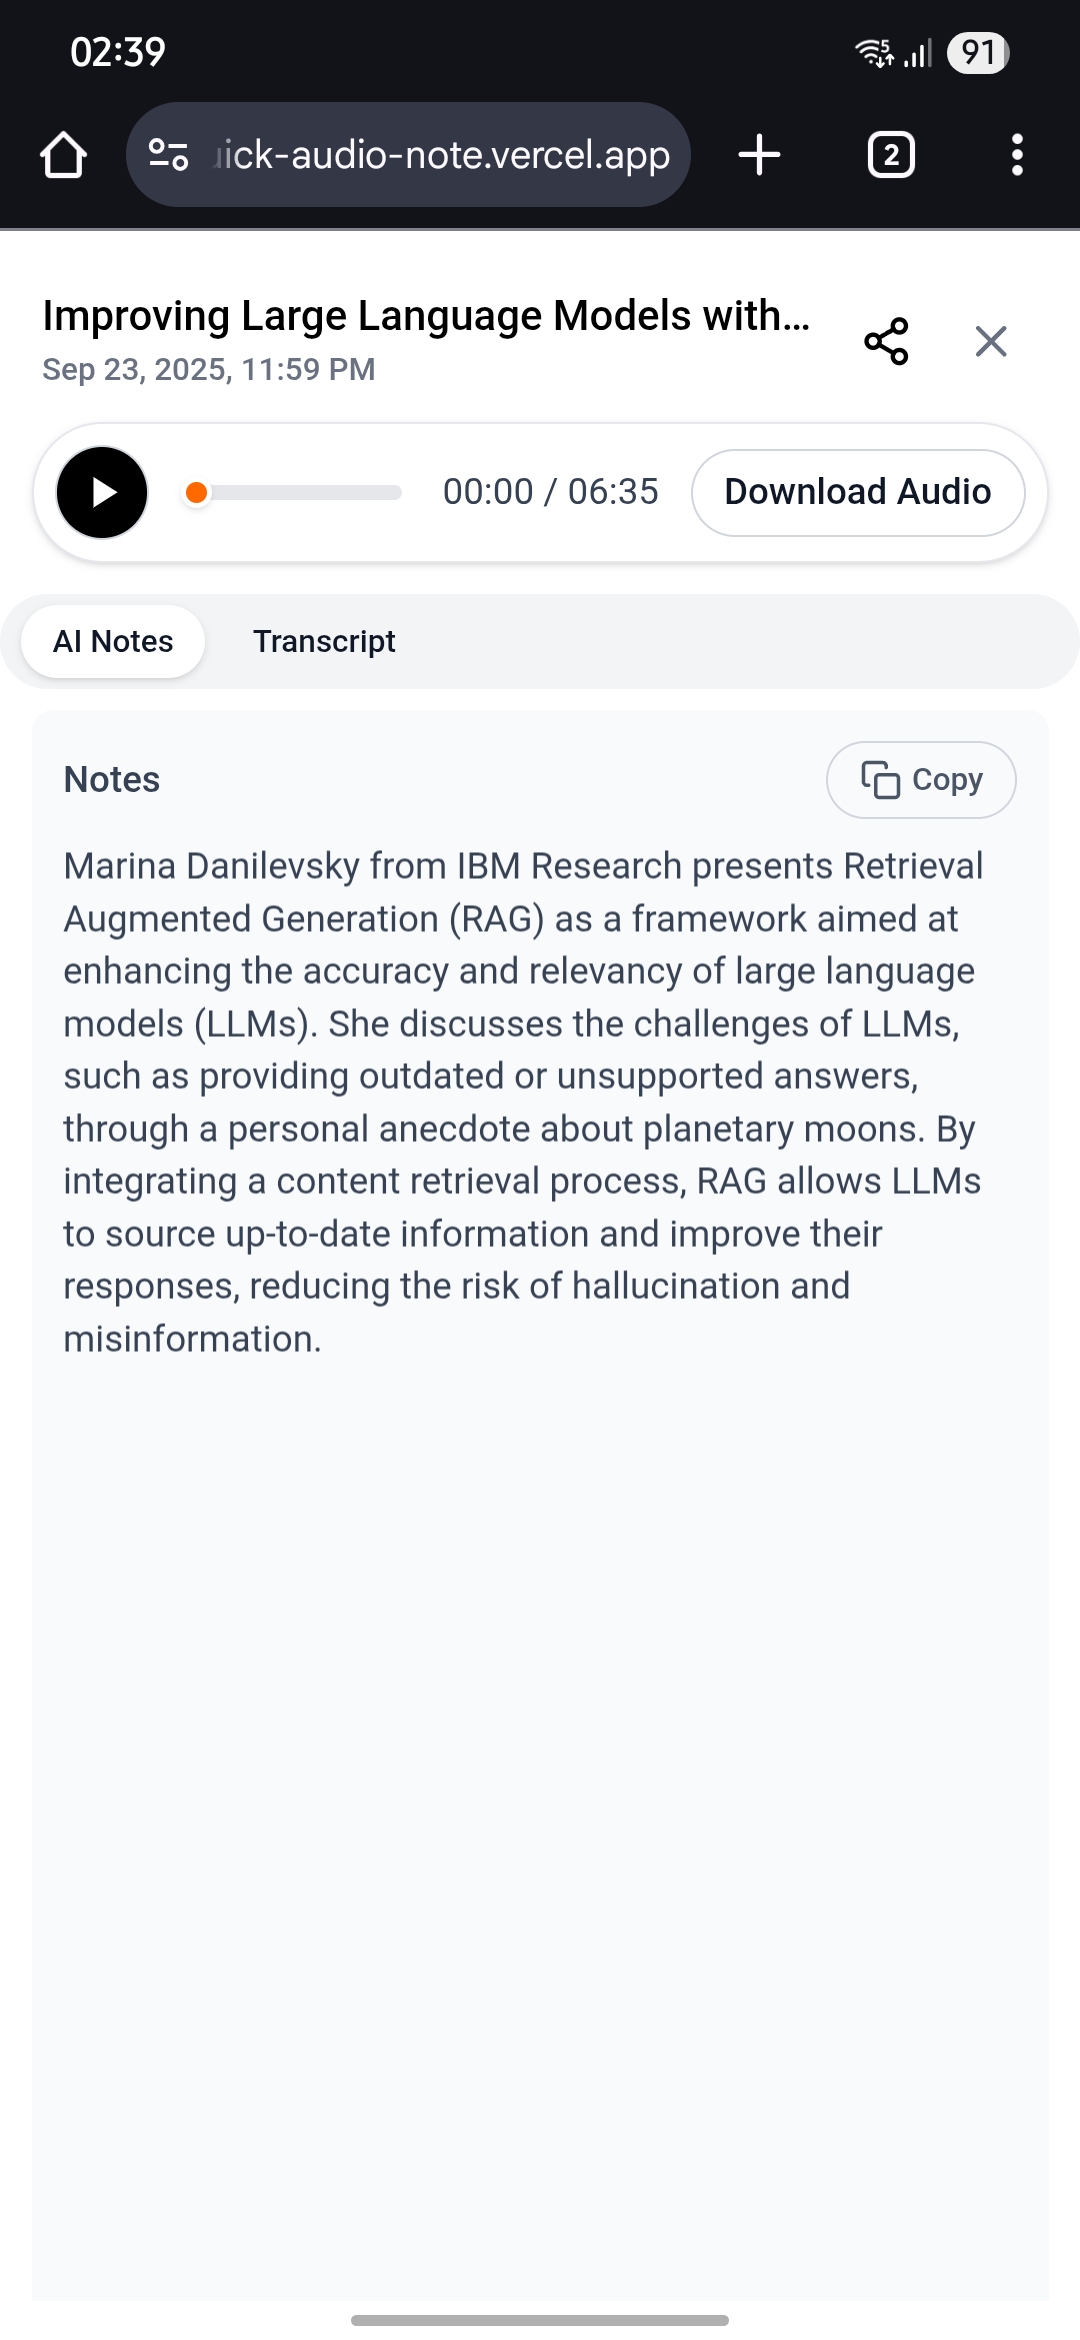 02:39
5
91
ick-audio-note.vercel.app
2
Improving Large Language Models with...
Sep 23, 2025, 11:59 PM
00:00 / 06:35
Download Audio
AI Notes
Transcript
Notes
Copy
Marina Danilevsky from IBM Research presents Retrieval
Augmented Generation (RAG) as a framework aimed at
enhancing the accuracy and relevancy of large language
models (LLMs). She discusses the challenges of LLMs,
such as providing outdated or unsupported answers,
through a personal anecdote about planetary moons. By
integrating a content retrieval process, RAG allows LLMs
to source up-to-date information and improve their
responses, reducing the risk of hallucination and
misinformation.